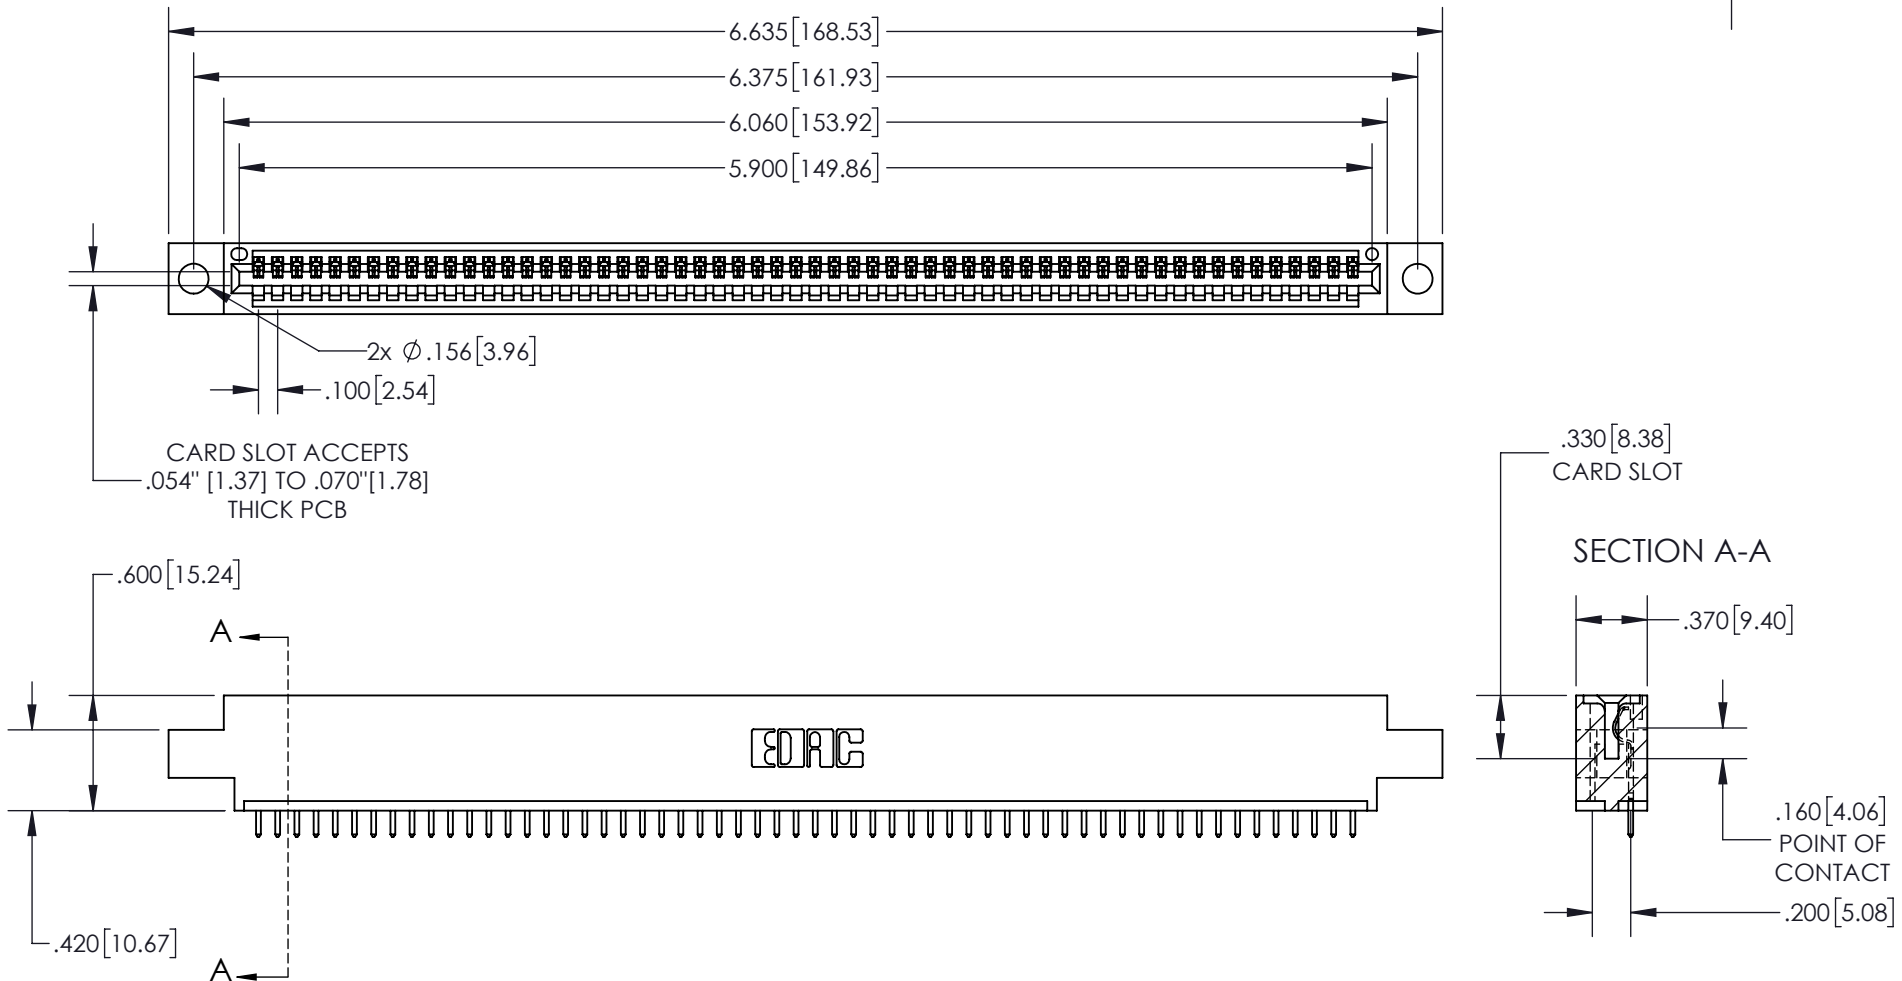 6.635[168.53]
6.375[161.93]
6.060[153.92]
5.900[149.86]
2x Ø.156[3.96]
.100[2.54]
CARD SLOT ACCEPTS
.054" [1.37] TO .070"[1.78]
THICK PCB
.330[8.38]
CARD SLOT
SECTION A-A
.600[15.24]
.370[9.40]
A
EDAC
.160[4.06]
POINT OF
CONTACT
.200[5.08]
.420[10.67]
A